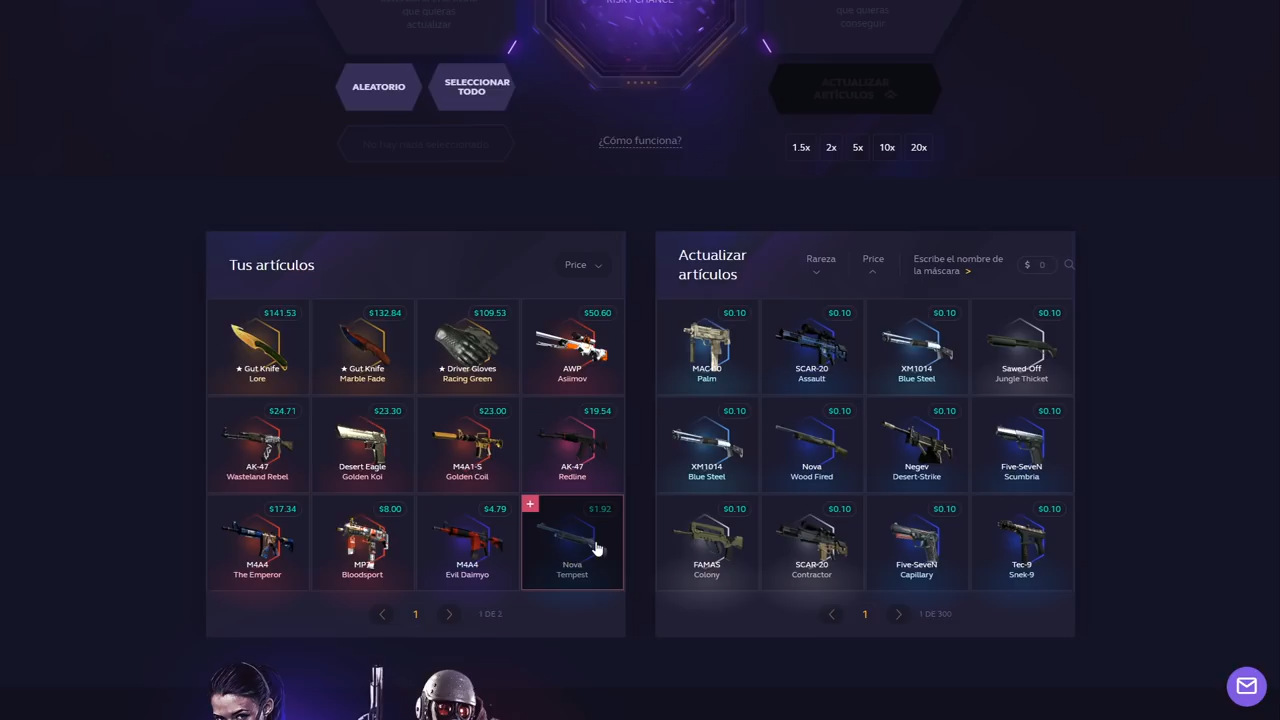 RISKY CHANCE
que quieras
actualizar
que quieras
conseguir
ALEATORIO
SELECCIONAR
TODO
ACTUALIZAR
ARTÍCULOS
No hay nada seleccionado
¿Cómo funciona?
1.5x
2x
5x
10x
20x
Tus artículos
Price
$141.53
★ Gut Knife
Lore
$132.84
★ Gut Knife
Marble Fade
$109.53
★ Driver Gloves
Racing Green
$50.60
AWP
Asiimov
$24.71
AK-47
Wasteland Rebel
$23.30
Desert Eagle
Golden Koi
$23.00
M4A1-S
Golden Coil
$19.54
AK-47
Redline
$17.34
M4A4
The Emperor
$8.00
MP7
Bloodsport
$4.79
M4A4
Evil Daimyo
+
$1.92
Nova
Tempest
1
1 DE 2
Actualizar
artículos
Rareza
Price
Escribe el nombre de
la máscara >
$ 0
$0.10
MAC-10
Palm
$0.10
SCAR-20
Assault
$0.10
XM1014
Blue Steel
$0.10
Sawed-Off
Jungle Thicket
$0.10
XM1014
Blue Steel
$0.10
Nova
Wood Fired
$0.10
Negev
Desert-Strike
$0.10
Five-SeveN
Scumbria
$0.10
FAMAS
Colony
$0.10
SCAR-20
Contractor
$0.10
Five-SeveN
Capillary
$0.10
Tec-9
Snek-9
1
1 DE 300